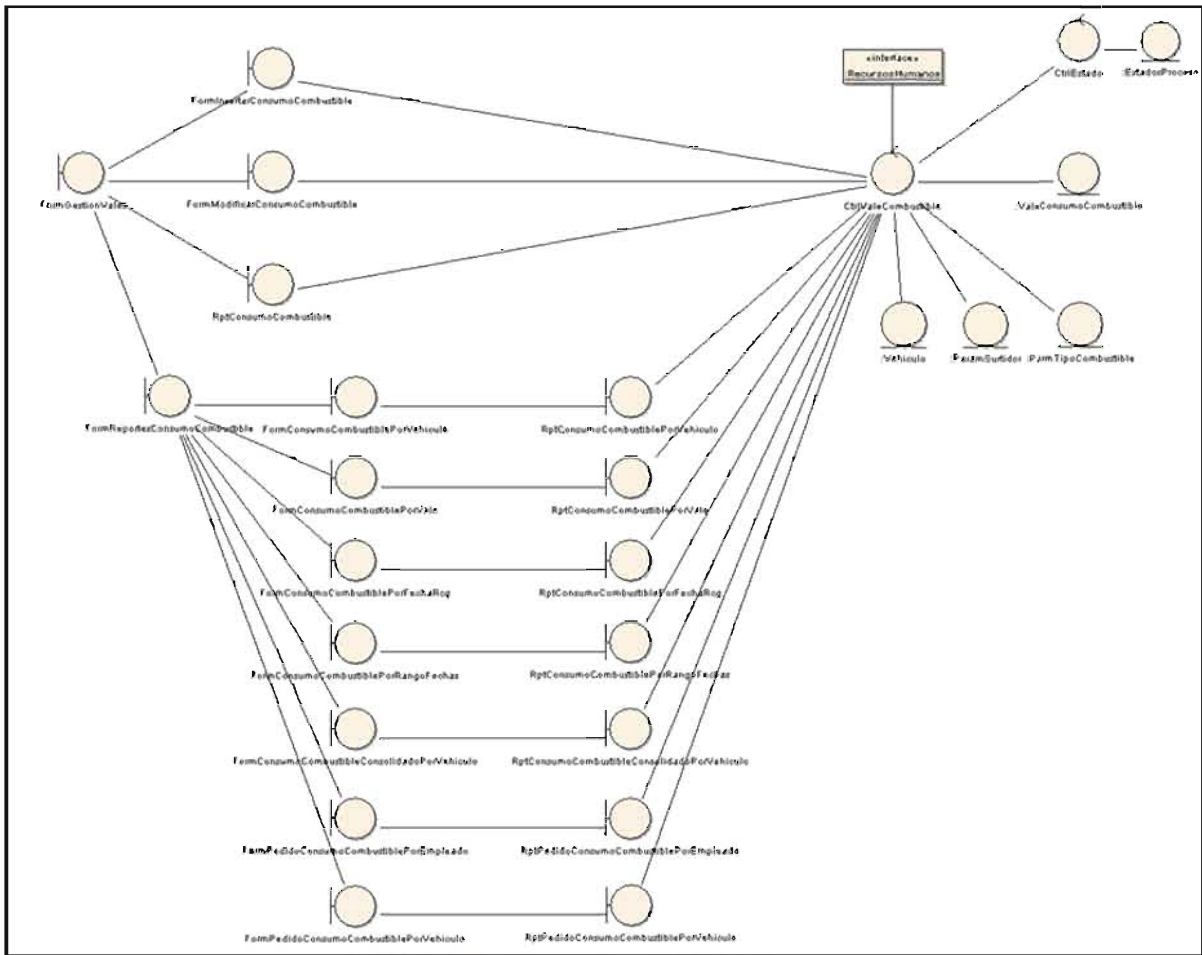 «interface»
RecursosHumanos
CtrlEstado
:EstadosProceso
FormInsertarConsumoCombustible
FormGestionVales
FormModificarConsumoCombustible
CtrlValeCombustible
:ValeConsumoCombustible
RptConsumoCombustible
:Vehiculo
:ParamSurtidor
:ParmTipoCombustible
FormReportesConsumoCombustible
FormConsumoCombustiblePorVehiculo
RptConsumoCombustiblePorVehiculo
FormConsumoCombustiblePorVale
RptConsumoCombustiblePorVale
FormConsumoCombustiblePorFechaReg
RptConsumoCombustiblePorFechaReg
FormConsumoCombustiblePorRangoFechas
RptConsumoCombustiblePorRangoFechas
FormConsumoCombustibleConsolidadoPorVehiculo
RptConsumoCombustibleConsolidadoPorVehiculo
FormPedidoConsumoCombustiblePorEmpleado
RptPedidoConsumoCombustiblePorEmpleado
FormPedidoConsumoCombustiblePorVehiculo
RptPedidoConsumoCombustiblePorVehiculo